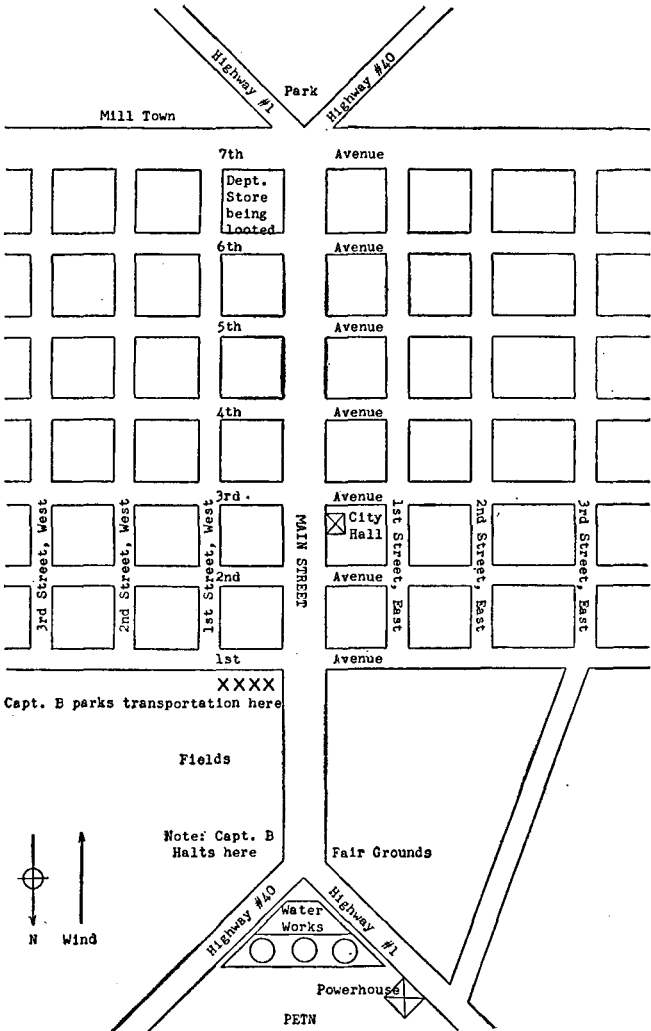 Highway #1
Park
Highway #40
Mill Town
7th Avenue
Dept.
Store
being
looted
6th Avenue
5th Avenue
4th Avenue
3rd. Avenue
3rd Street, West
2nd Street, West
1st Street, West
MAIN STREET
City
Hall
1st Street, East
2nd Street, East
3rd Street, East
2nd Avenue
1st Avenue
XXXX
Capt. B parks transportation here
Fields
Note: Capt. B
Halts here
Fair Grounds
N Wind
Highway #40
Water
Works
Highway #1
Powerhouse
PETN